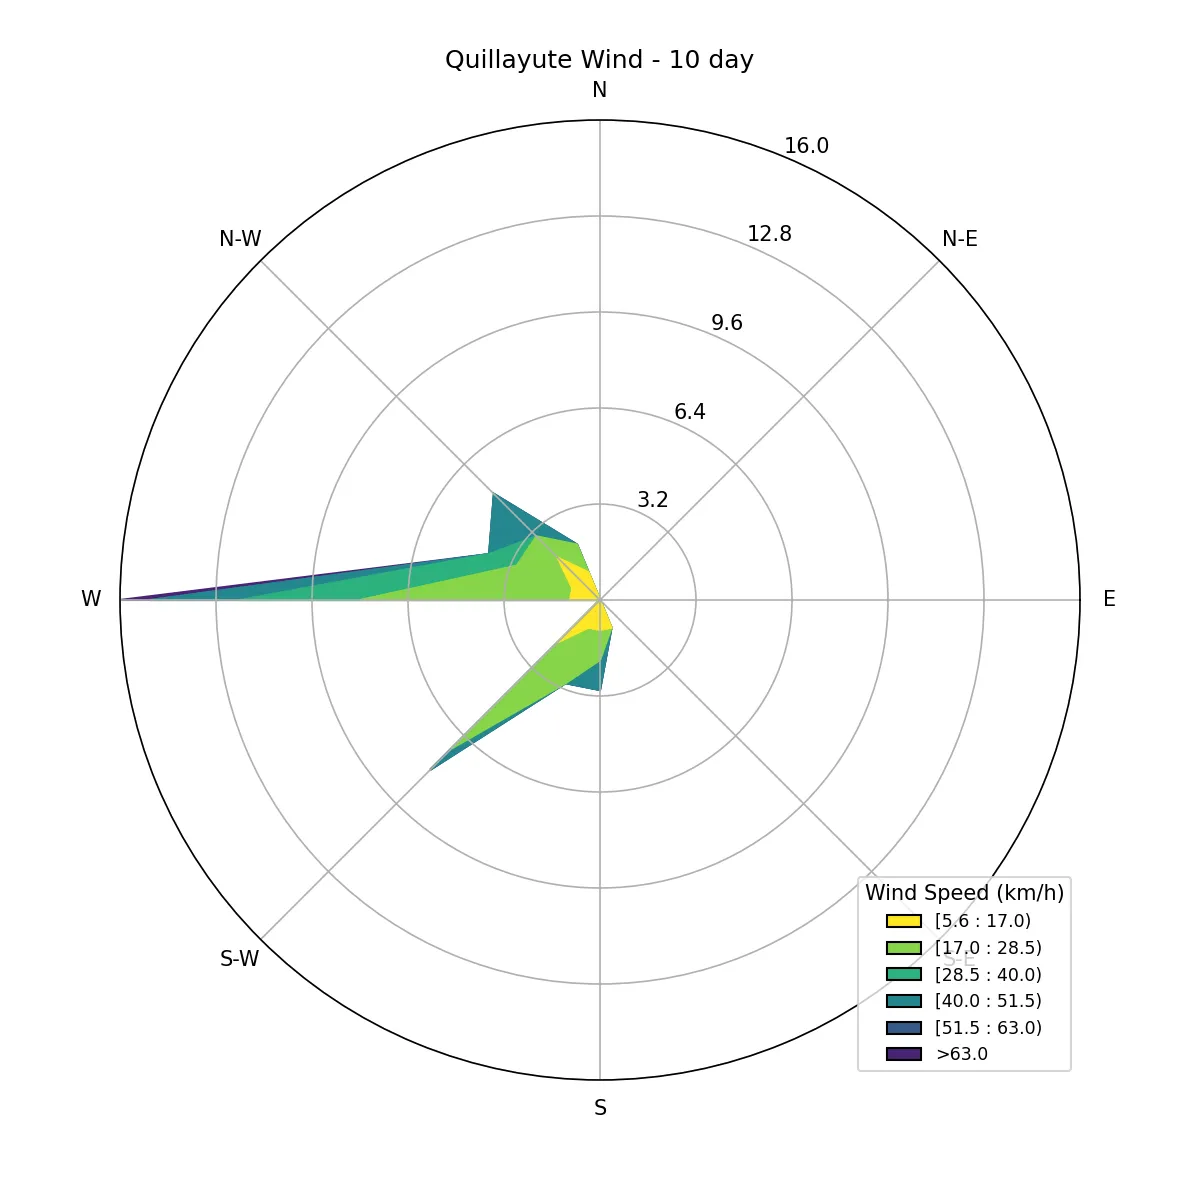 Quillayute Wind - 10 day
N
16.0
12.8
N-W
N-E
9.6
6.4
3.2
W
E
S-W
S-E
S
Wind Speed (km/h)
[5.6 : 17.0)
[17.0 : 28.5)
[28.5 : 40.0)
[40.0 : 51.5)
[51.5 : 63.0)
>63.0